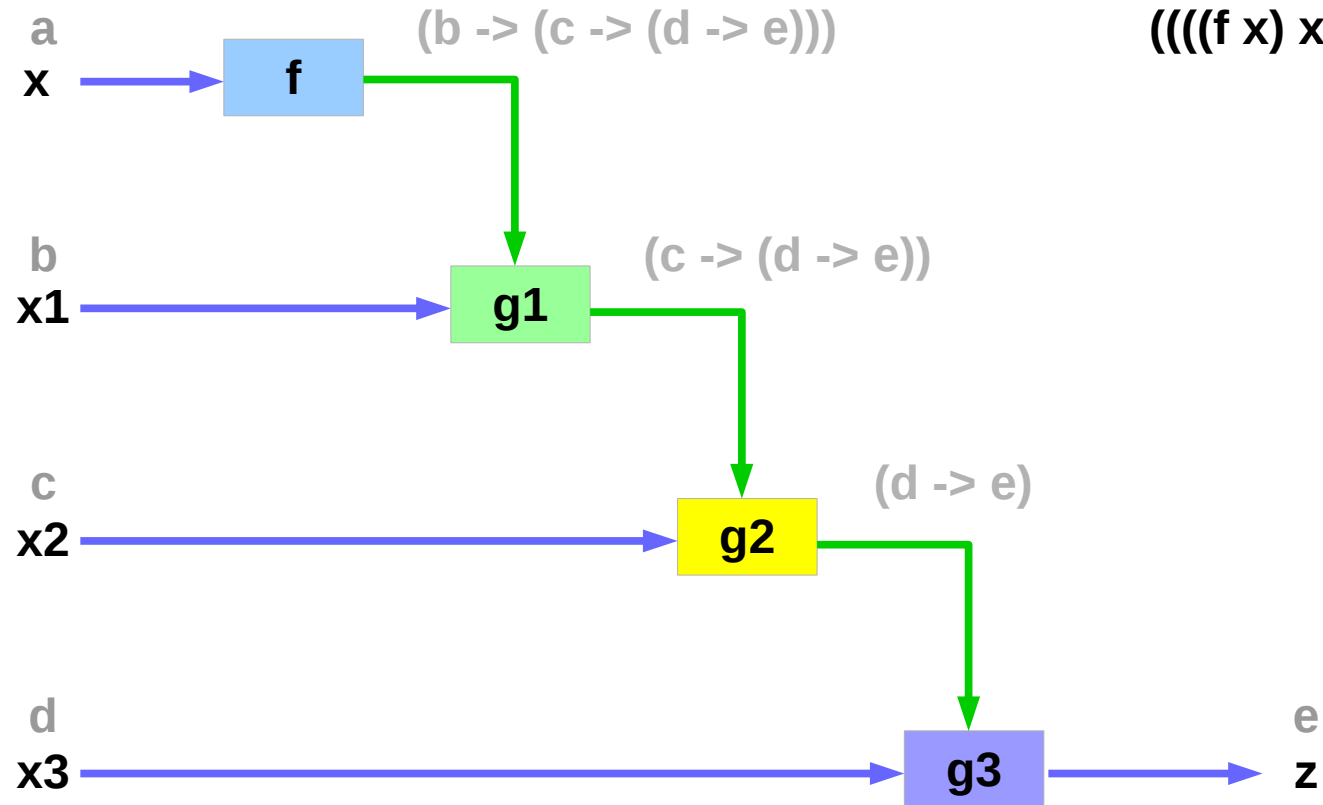 a (b -> (c -> (d -> e))) ((((f x) x
x f
b (c -> (d -> e))
x1 g1
c (d -> e)
x2 g2
d e
x3 g3 z